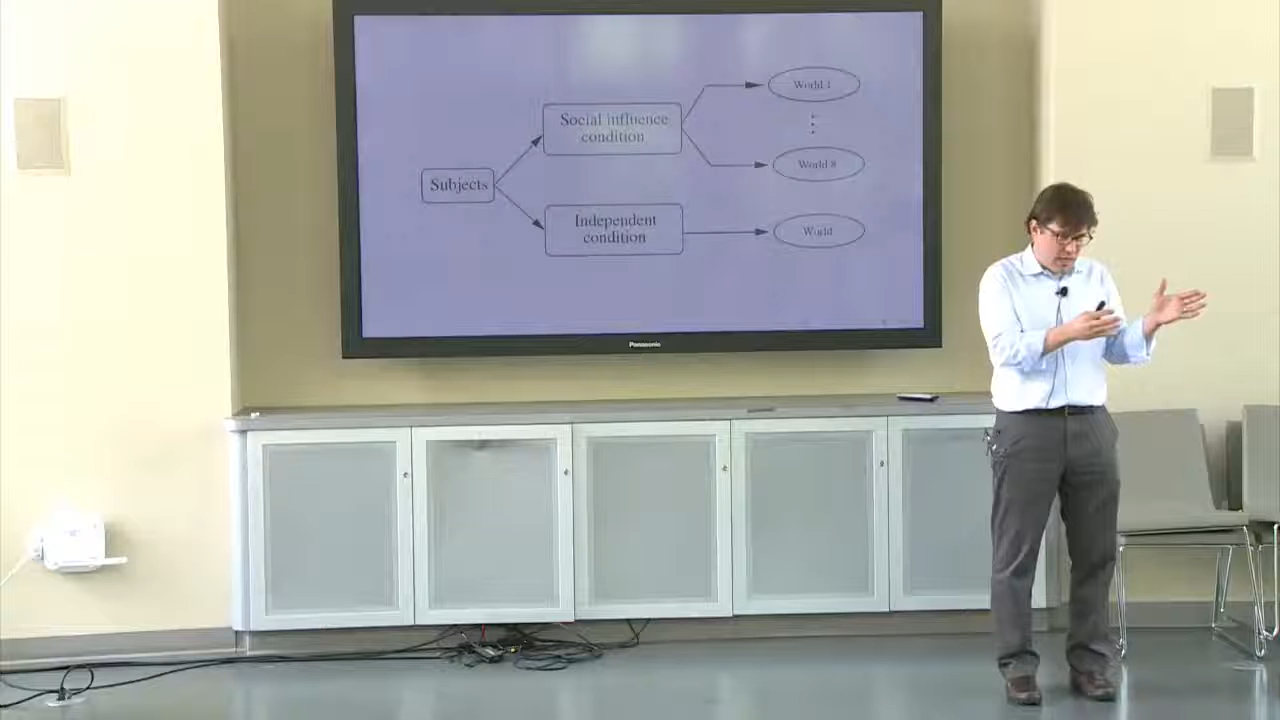 World 1
Social influence
condition
World 8
Subjects
Independent
condition
World
Panasonic